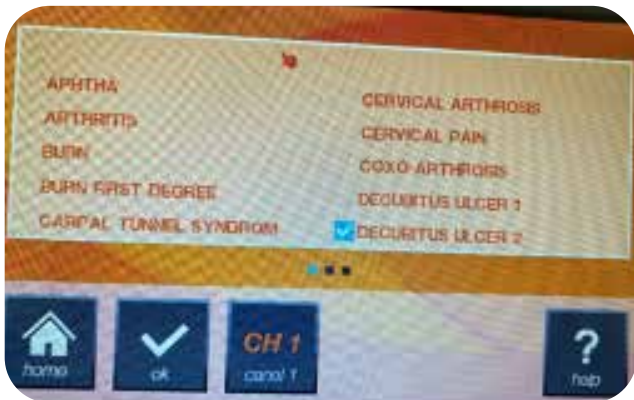 APHTHA
ARTHRITIS
BURN
BURN FIRST DEGREE
CARPAL TUNNEL SYNDROM
CERVICAL ARTHROSIS
CERVICAL PAIN
COXO-ARTHROSIS
DECUBITUS ULCER 1
DECUBITUS ULCER 2
home
ok
CH 1
canal 1
?
help